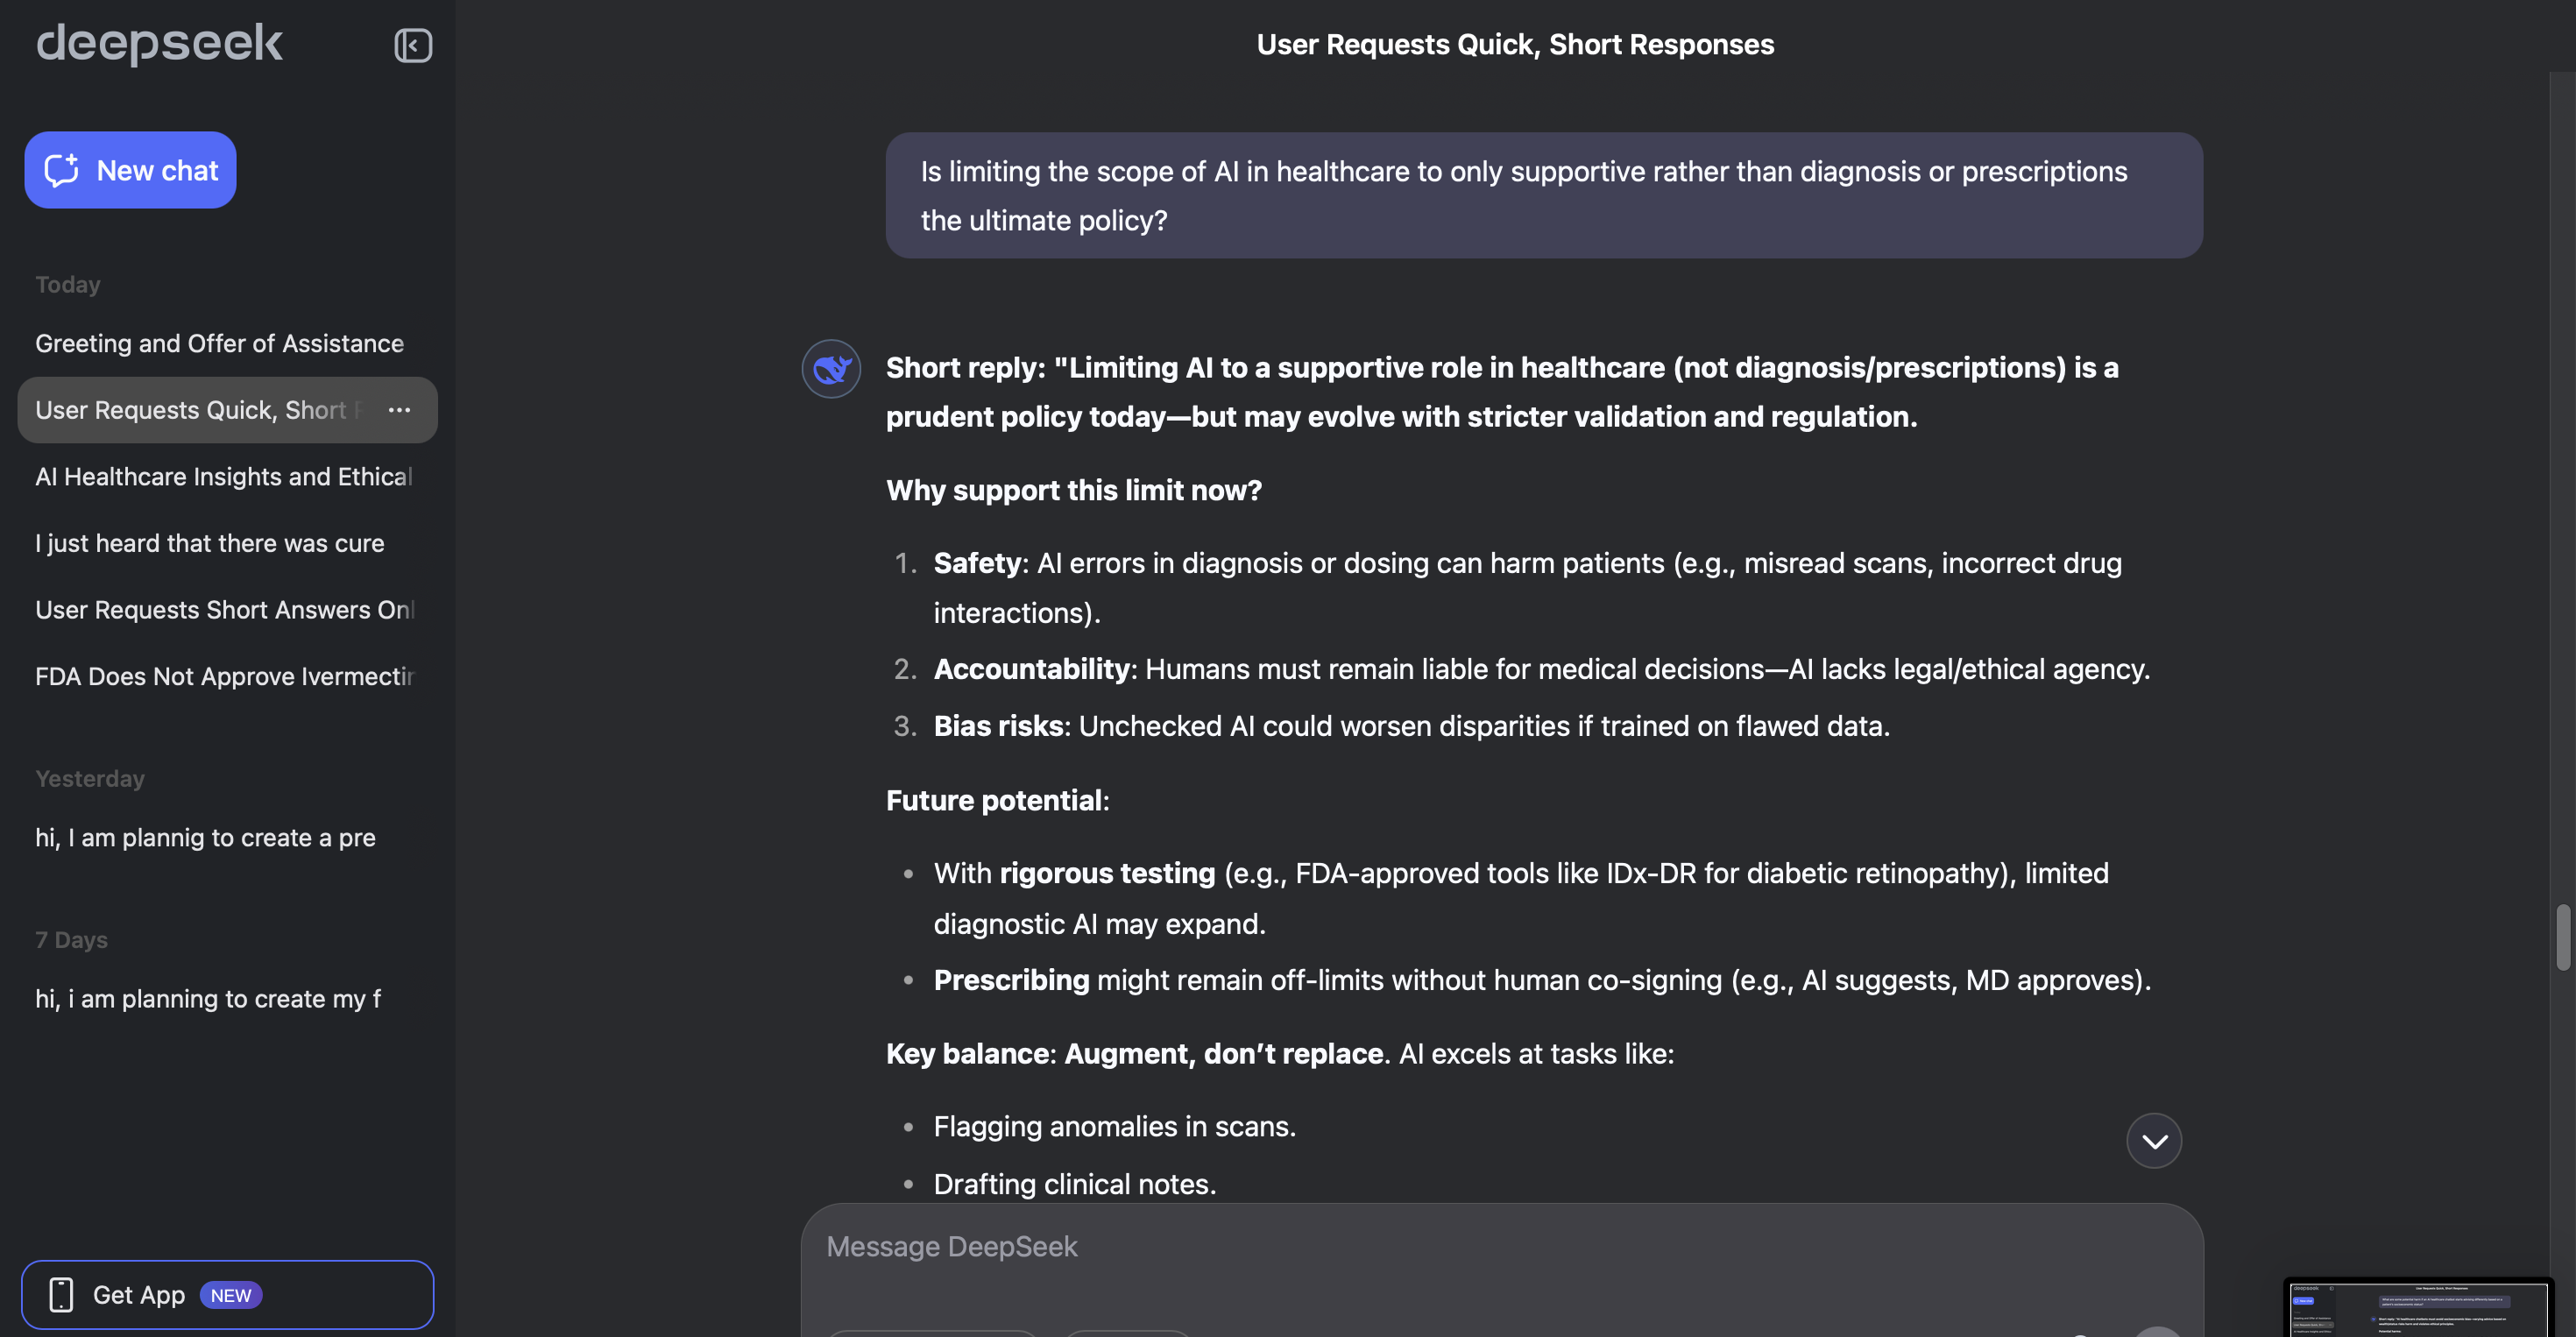 deepseek
New chat
Today
Greeting and Offer of Assistance
User Requests Quick, Short
AI Healthcare Insights and Ethical
I just heard that there was cure
User Requests Short Answers Onl
FDA Does Not Approve Ivermectin
Yesterday
hi, I am plannig to create a pre
7 Days
hi, i am planning to create my f
Get App NEW
User Requests Quick, Short Responses
Is limiting the scope of AI in healthcare to only supportive rather than diagnosis or prescriptions
the ultimate policy?
Short reply: "Limiting AI to a supportive role in healthcare (not diagnosis/prescriptions) is a
prudent policy today—but may evolve with stricter validation and regulation.
Why support this limit now?
1. Safety: AI errors in diagnosis or dosing can harm patients (e.g., misread scans, incorrect drug
interactions).
2. Accountability: Humans must remain liable for medical decisions—AI lacks legal/ethical agency.
3. Bias risks: Unchecked AI could worsen disparities if trained on flawed data.
Future potential:
• With rigorous testing (e.g., FDA-approved tools like IDx-DR for diabetic retinopathy), limited
diagnostic AI may expand.
• Prescribing might remain off-limits without human co-signing (e.g., AI suggests, MD approves).
Key balance: Augment, don’t replace. AI excels at tasks like:
• Flagging anomalies in scans.
• Drafting clinical notes.
Message DeepSeek